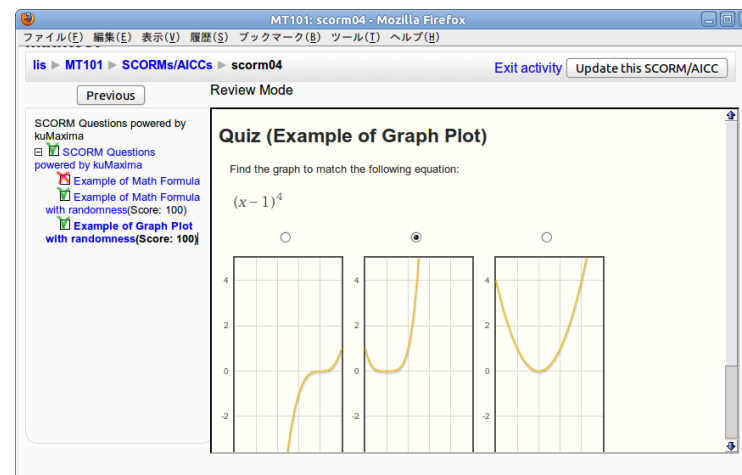 MT101: scorm04 - Mozilla Firefox
ファイル(F) 編集(E) 表示(V) 履歴(S) ブックマーク(B) ツール(T) ヘルプ(H)
lis ► MT101 ► SCORMs/AICCs ► scorm04
Exit activity
Update this SCORM/AICC
Previous
Review Mode
SCORM Questions powered by
kuMaxima
SCORM Questions
powered by kuMaxima
Example of Math Formula
Example of Math Formula
with randomness(Score: 100)
Example of Graph Plot
with randomness(Score: 100)
Quiz (Example of Graph Plot)
Find the graph to match the following equation:
(x − 1)⁴
4
2
0
-2
4
2
0
-2
4
2
0
-2